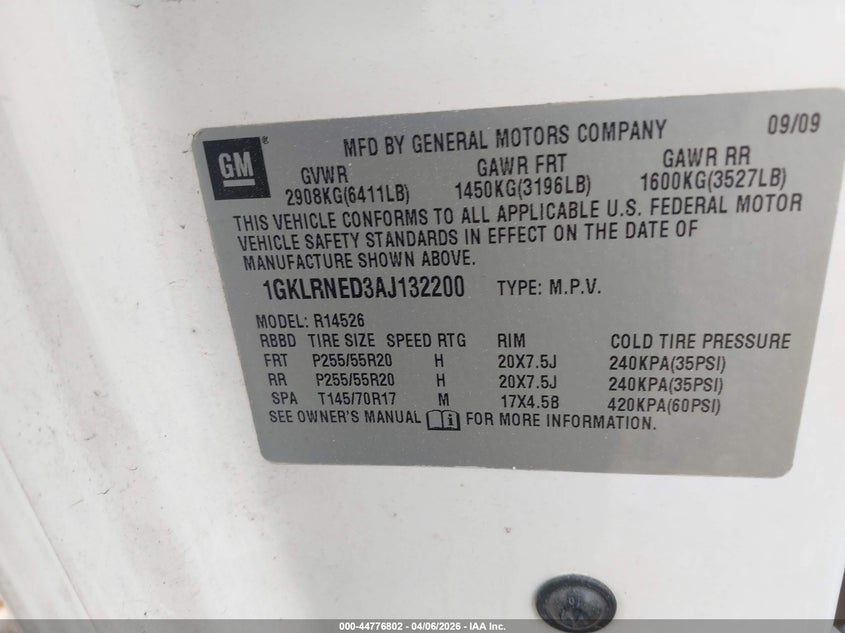 GM®
MFD BY GENERAL MOTORS COMPANY 09/09
GVWR GAWR FRT GAWR RR
2908KG(6411LB) 1450KG(3196LB) 1600KG(3527LB)
THIS VEHICLE CONFORMS TO ALL APPLICABLE U.S. FEDERAL MOTOR
VEHICLE SAFETY STANDARDS IN EFFECT ON THE DATE OF
MANUFACTURE SHOWN ABOVE.
1GKLRNED3AJ132200 TYPE: M.P.V.
MODEL: R14526
RBBD TIRE SIZE SPEED RTG RIM COLD TIRE PRESSURE
FRT P255/55R20 H 20X7.5J 240KPA(35PSI)
RR P255/55R20 H 20X7.5J 240KPA(35PSI)
SPA T145/70R17 M 17X4.5B 420KPA(60PSI)
SEE OWNER'S MANUAL i FOR MORE INFORMATION.
000-44776802 - 04/06/2026 - IAA Inc.